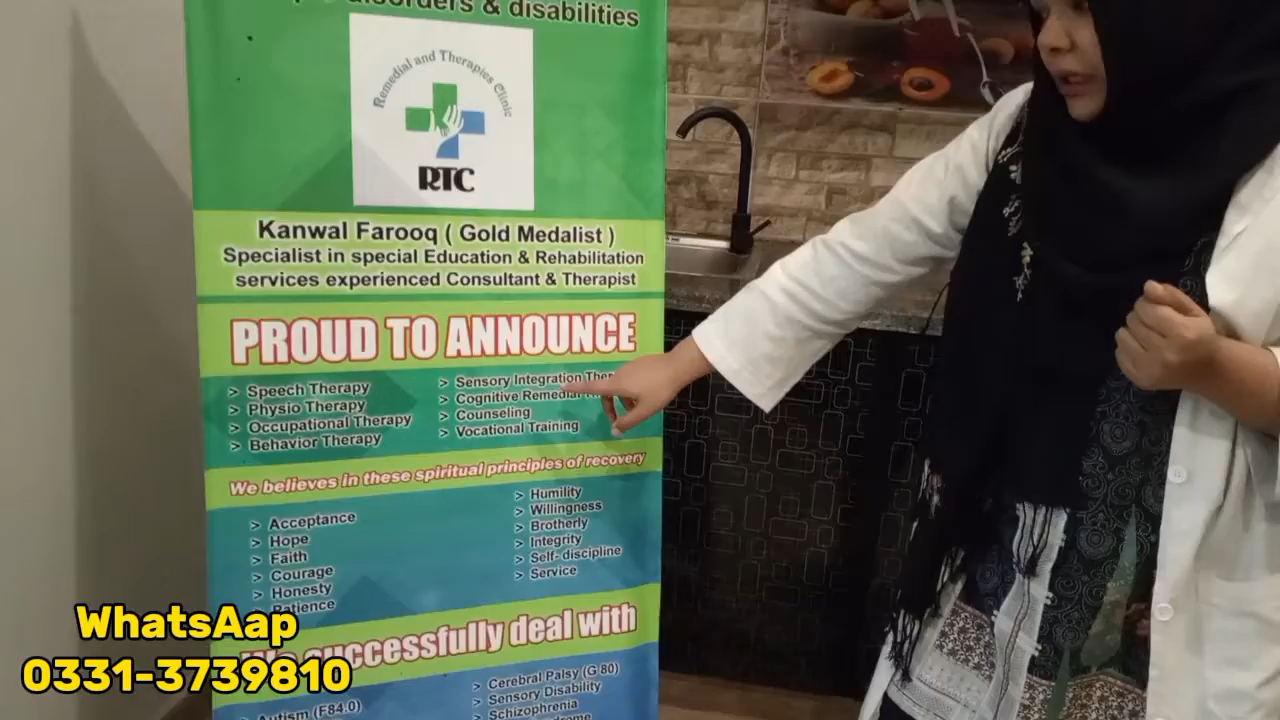 disorders & disabilities
Remedial and Therapies Clinic
RTC
Kanwal Farooq ( Gold Medalist )
Specialist in special Education & Rehabilitation
services experienced Consultant & Therapist
PROUD TO ANNOUNCE
> Speech Therapy
> Physio Therapy
> Occupational Therapy
> Behavior Therapy
> Sensory Integration
> Cognitive Remedial
> Counseling
> Vocational Training
We believes in these spiritual principles of recovery
> Acceptance
> Hope
> Faith
> Courage
> Honesty
> Patience
> Humility
> Willingness
> Brotherly
> Integrity
> Self- discipline
> Service
We successfully deal with
> Autism (F84.0)
> Cerebral Palsy (G 80)
> Sensory Disability
> Schizophrenia
WhatsAap
0331-3739810